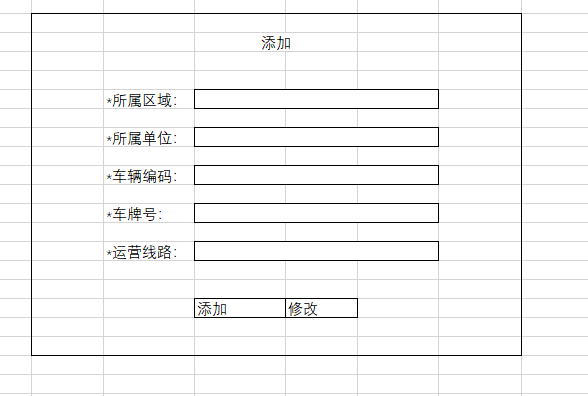 添加
*所属区域：
*所属单位：
*车辆编码：
*车牌号：
*运营线路：
添加 修改